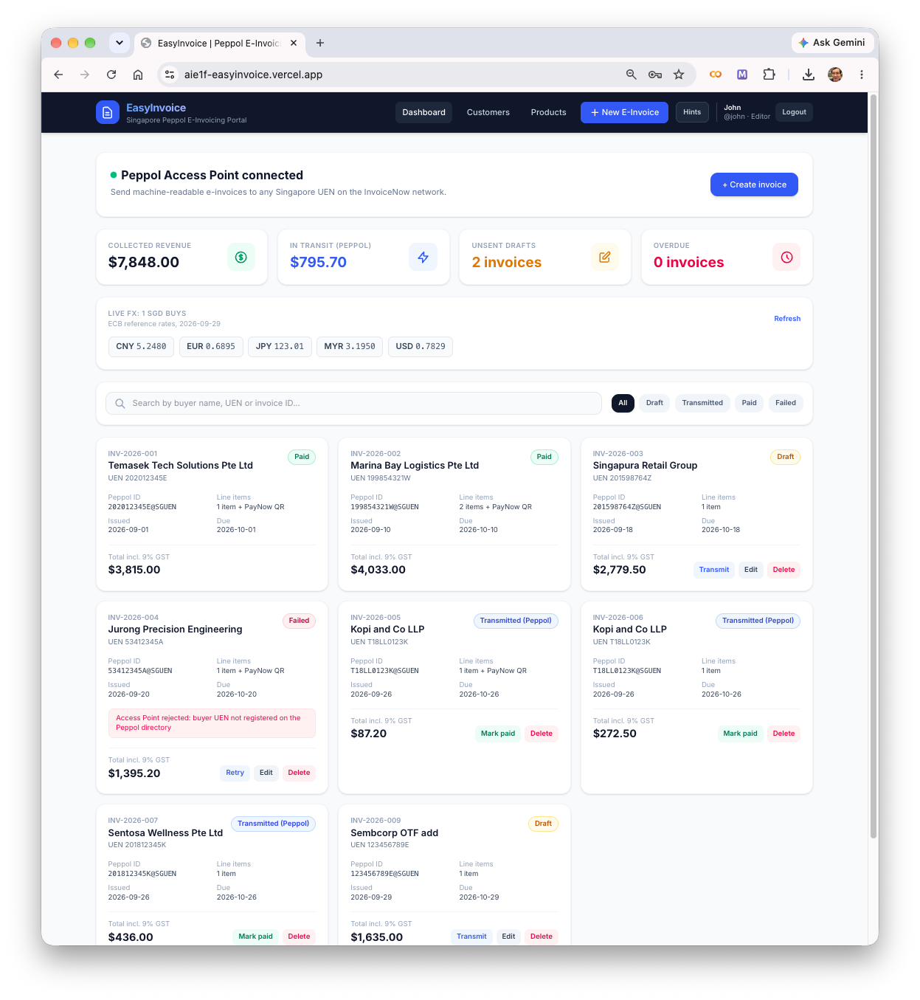 EasyInvoice | Peppol E-Invoic
Ask Gemini
aie1f-easyinvoice.vercel.app
EasyInvoice
Singapore Peppol E-Invoicing Portal
Dashboard
Customers
Products
+ New E-Invoice
Hints
John
@john · Editor
Logout
Peppol Access Point connected
Send machine-readable e-invoices to any Singapore UEN on the InvoiceNow network.
+ Create invoice
COLLECTED REVENUE
$7,848.00
IN TRANSIT (PEPPOL)
$795.70
UNSENT DRAFTS
2 invoices
OVERDUE
0 invoices
LIVE FX: 1 SGD BUYS
ECB reference rates, 2026-09-29
Refresh
CNY 5.2480
EUR 0.6895
JPY 123.01
MYR 3.1950
USD 0.7829
Search by buyer name, UEN or invoice ID...
All
Draft
Transmitted
Paid
Failed
INV-2026-001
Paid
Temasek Tech Solutions Pte Ltd
UEN 202012345E
Peppol ID
Line items
202012345E@SGUEN
1 item + PayNow QR
Issued
Due
2026-09-01
2026-10-01
Total incl. 9% GST
$3,815.00
INV-2026-002
Paid
Marina Bay Logistics Pte Ltd
UEN 199854321W
Peppol ID
Line items
199854321W@SGUEN
2 items + PayNow QR
Issued
Due
2026-09-10
2026-10-10
Total incl. 9% GST
$4,033.00
INV-2026-003
Draft
Singapura Retail Group
UEN 201598764Z
Peppol ID
Line items
201598764Z@SGUEN
1 item
Issued
Due
2026-09-18
2026-10-18
Total incl. 9% GST
$2,779.50
Transmit
Edit
Delete
INV-2026-004
Failed
Jurong Precision Engineering
UEN 53412345A
Peppol ID
Line items
53412345A@SGUEN
1 item + PayNow QR
Issued
Due
2026-09-20
2026-10-20
Access Point rejected: buyer UEN not registered on the
Peppol directory
Total incl. 9% GST
$1,395.20
Retry
Edit
Delete
INV-2026-005
Transmitted (Peppol)
Kopi and Co LLP
UEN T18LL0123K
Peppol ID
Line items
T18LL0123K@SGUEN
1 item + PayNow QR
Issued
Due
2026-09-26
2026-10-26
Total incl. 9% GST
$87.20
Mark paid
Delete
INV-2026-006
Transmitted (Peppol)
Kopi and Co LLP
UEN T18LL0123K
Peppol ID
Line items
T18LL0123K@SGUEN
1 item
Issued
Due
2026-09-26
2026-10-26
Total incl. 9% GST
$272.50
Mark paid
Delete
INV-2026-007
Transmitted (Peppol)
Sentosa Wellness Pte Ltd
UEN 201812345K
Peppol ID
Line items
201812345K@SGUEN
1 item
Issued
Due
2026-09-26
2026-10-26
Total incl. 9% GST
$436.00
Mark paid
Delete
INV-2026-009
Draft
Sembcorp OTF add
UEN 123456789E
Peppol ID
Line items
123456789E@SGUEN
1 item
Issued
Due
2026-09-29
2026-10-29
Total incl. 9% GST
$1,635.00
Transmit
Edit
Delete